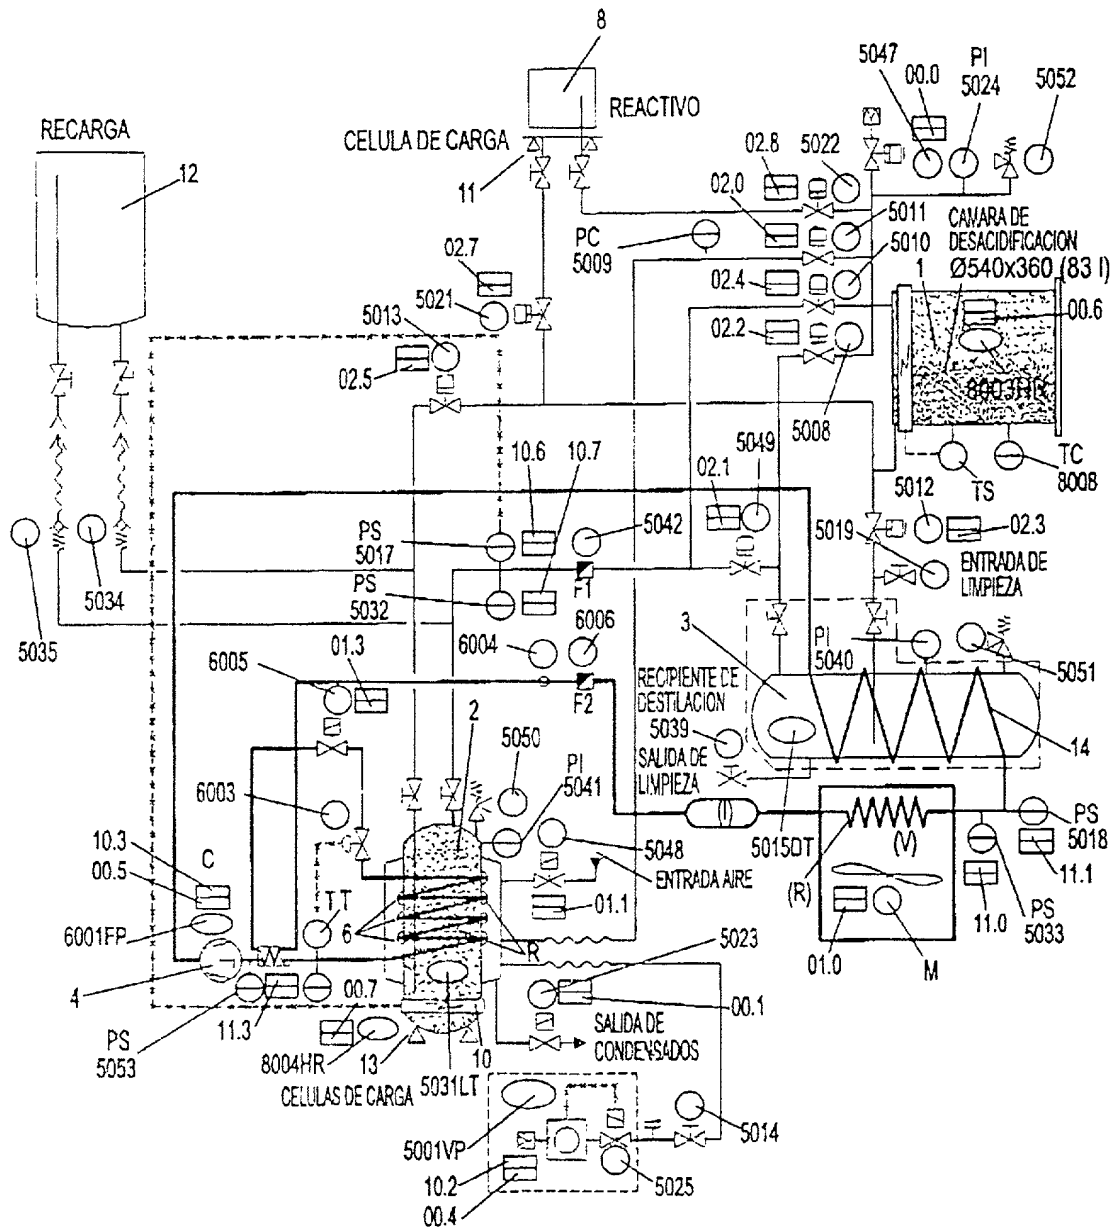 8
5047
00.0
PI
5024
5052
RECARGA
REACTIVO
CELULA DE CARGA
12
11
02.8
5022
02.0
5011
PC
5009
5010
CAMARA DE
DESACIDIFICACION
1
Ø540x360 (83 l)
02.7
02.4
00.6
5021
5013
02.2
02.5
8003HR
5008
10.6
10.7
5049
02.1
TC
8008
TS
5012
PS
5017
5042
5019
02.3
ENTRADA DE
LIMPIEZA
5034
PS
5032
F1
5035
6004
6006
3
PI
5040
01.3
6005
5051
RECIPIENTE DE
DESTILACION
F2
2
5039
SALIDA DE
LIMPIEZA
14
5050
PI
5041
6003
5048
5015DT
(V)
PS
5018
10.3
C
00.5
ENTRADA AIRE
(R)
11.1
T.T
01.1
11.0
6001FP
6
R
5023
PS
5033
01.0
M
4
00.7
00.1
11.3
PS
5053
SALIDA DE
CONDENSADOS
8004HR
13
10
CELULAS DE CARGA
5031LT
5014
5001VP
10.2
5025
00.4